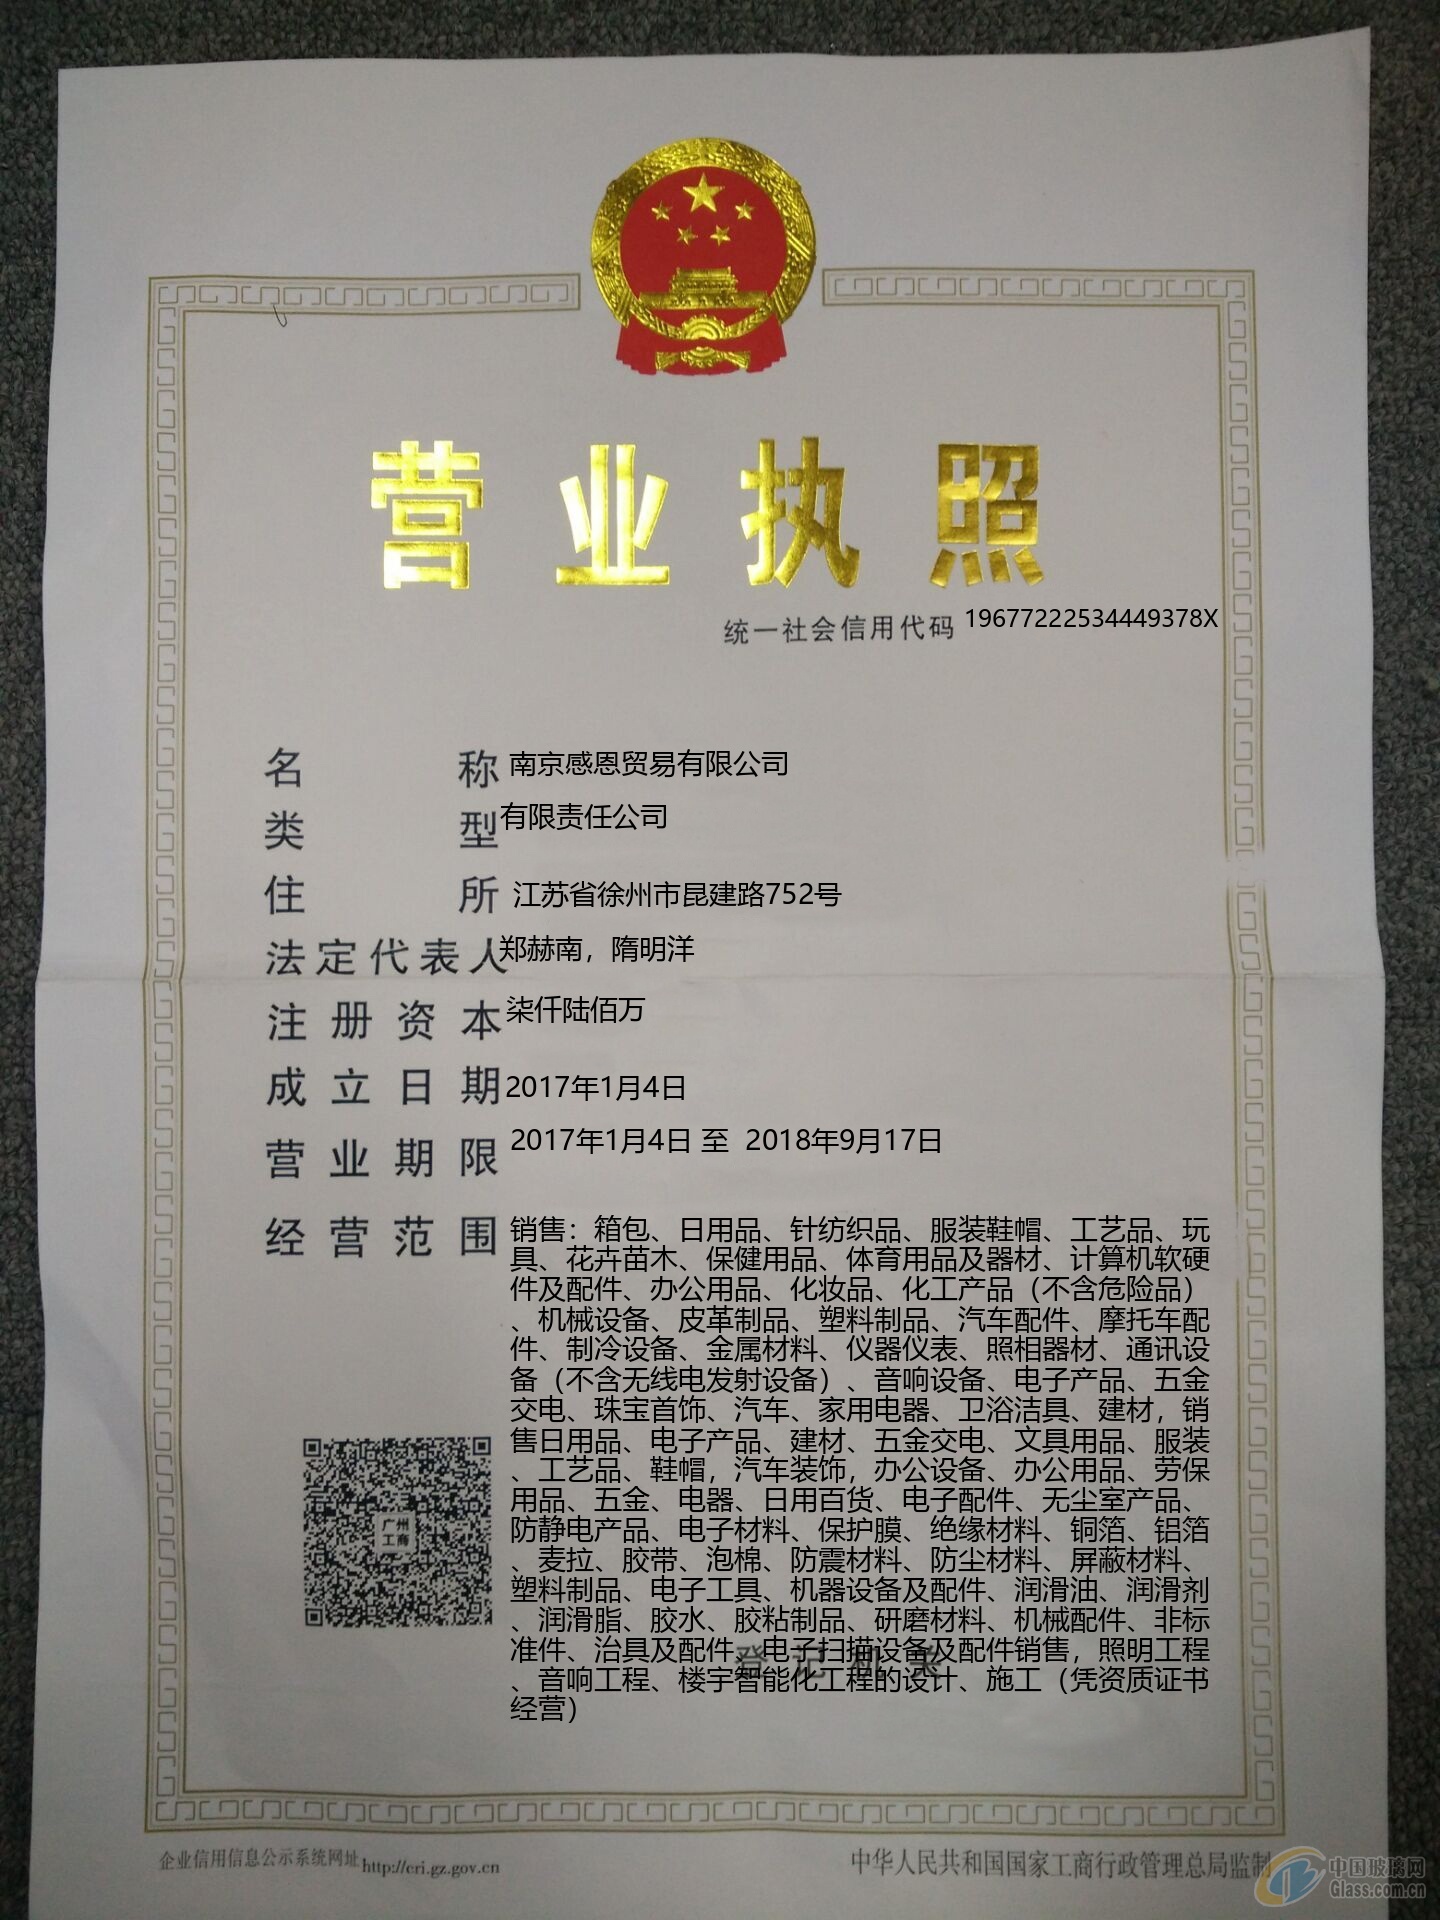 营业执照
统一社会信用代码 19677222534449378X
名称 南京感恩贸易有限公司
类型 有限责任公司
住所 江苏省徐州市昆建路752号
法定代表人 郑赫南，隋明洋
注册资本 柒仟陆佰万
成立日期 2017年1月4日
营业期限 2017年1月4日 至 2018年9月17日
经营范围 销售：箱包、日用品、针纺织品、服装鞋帽、工艺品、玩
具、花卉苗木、保健用品、体育用品及器材、计算机软硬
件及配件、办公用品、化妆品、化工产品（不含危险品）
、机械设备、皮革制品、塑料制品、汽车配件、摩托车配
件、制冷设备、金属材料、仪器仪表、照相器材、通讯设
备（不含无线电发射设备）、音响设备、电子产品、五金
交电、珠宝首饰、汽车、家用电器、卫浴洁具、建材，销
售日用品、电子产品、建材、五金交电、文具用品、服装
、工艺品、鞋帽，汽车装饰，办公设备、办公用品、劳保
用品、五金、电器、日用百货、电子配件、无尘室产品、
防静电产品、电子材料、保护膜、绝缘材料、铜箔、铝箔
、麦拉、胶带、泡棉、防震材料、防尘材料、屏蔽材料、
塑料制品、电子工具、机器设备及配件、润滑油、润滑剂
、润滑脂、胶水、胶粘制品、研磨材料、机械配件、非标
准件、治具及配件、电子扫描设备及配件销售，照明工程
、音响工程、楼宇智能化工程的设计、施工（凭资质证书
经营）
广州
工商
登记机关
企业信用信息公示系统网址 http://cri.gz.gov.cn
中华人民共和国国家工商行政管理总局监制
中国玻璃网
Glass.com.cn